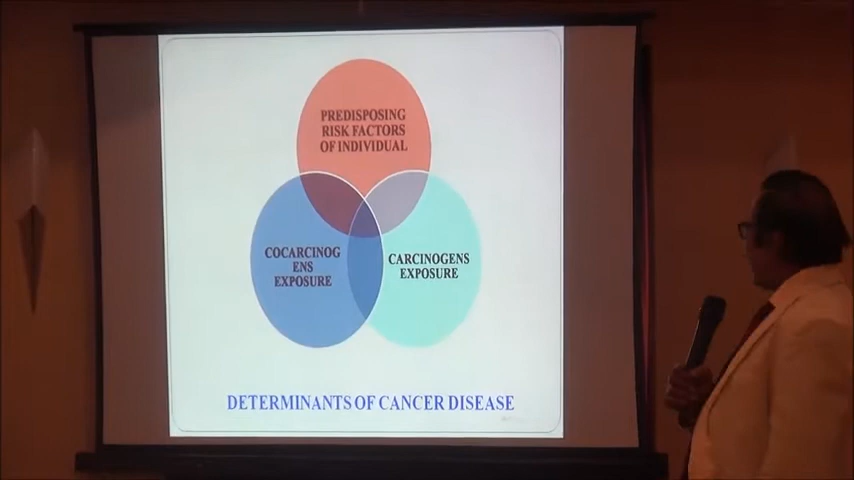 PREDISPOSING
RISK FACTORS
OF INDIVIDUAL
COCARCINOG
ENS
EXPOSURE
CARCINOGENS
EXPOSURE
DETERMINANTS OF CANCER DISEASE